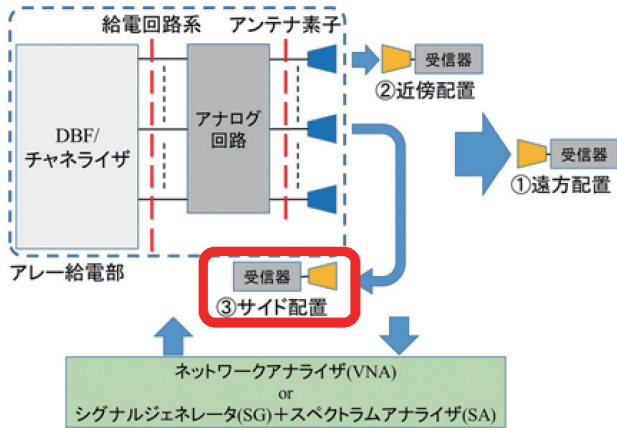 給電回路系
アンテナ素子
DBF/
チャネライザ
アナログ
回路
受信器
②近傍配置
受信器
①遠方配置
アレー給電部
受信器
③サイド配置
ネットワークアナライザ(VNA)
or
シグナルジェネレータ(SG)+スペクトラムアナライザ(SA)